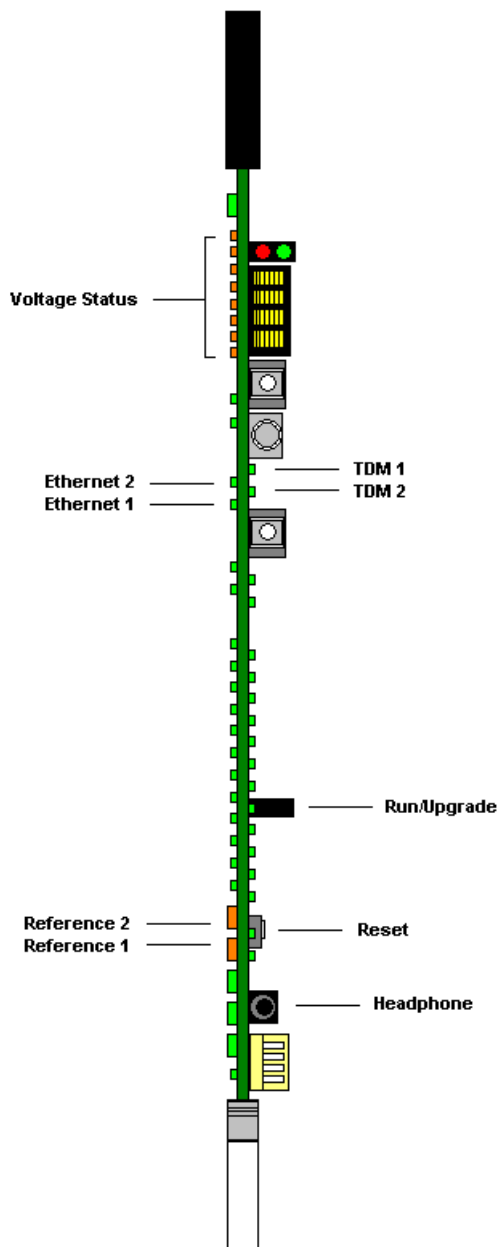 Voltage Status
TDM 1
Ethernet 2
TDM 2
Ethernet 1
Run/Upgrade
Reference 2
Reset
Reference 1
Headphone